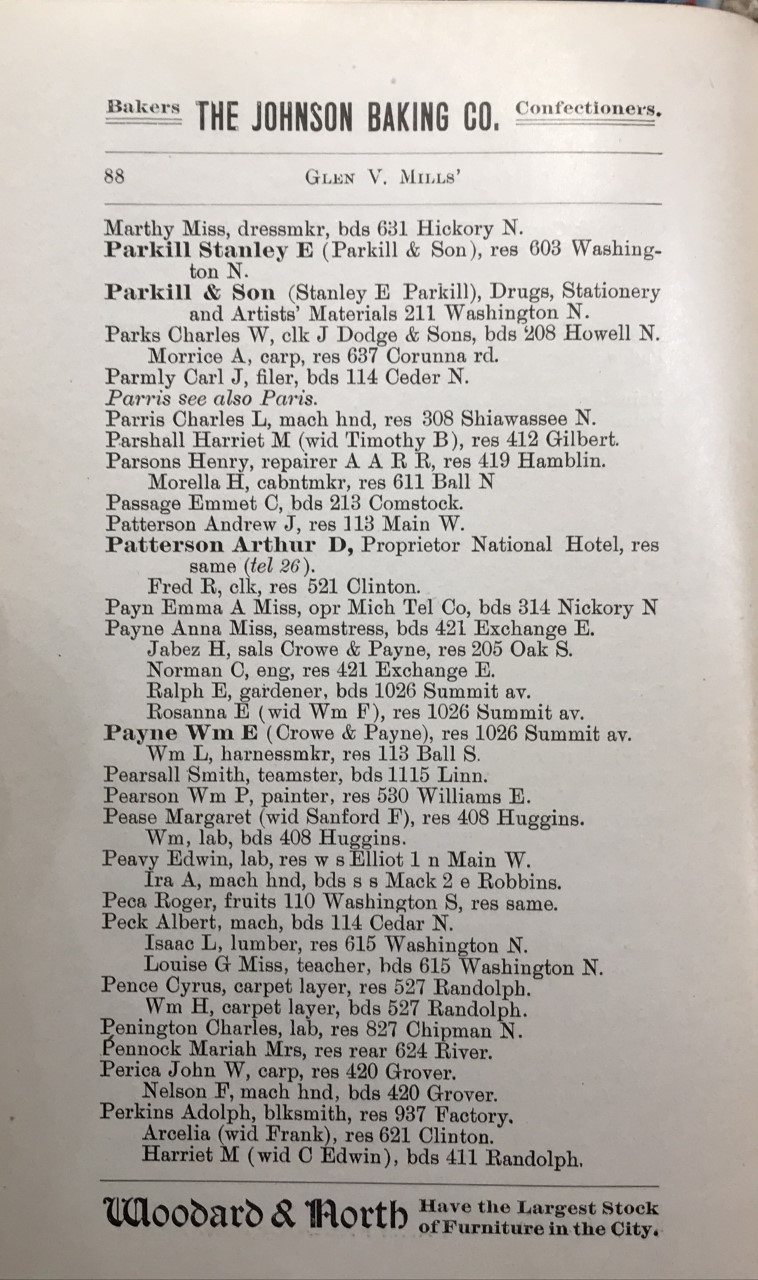 Bakers THE JOHNSON BAKING CO. Confectioners.
88 GLEN V. MILLS'
Marthy Miss, dressmkr, bds 631 Hickory N.
Parkill Stanley E (Parkill & Son), res 603 Washing-
ton N.
Parkill & Son (Stanley E Parkill), Drugs, Stationery
and Artists' Materials 211 Washington N.
Parks Charles W, clk J Dodge & Sons, bds 208 Howell N.
Morrice A, carp, res 637 Corunna rd.
Parmly Carl J, filer, bds 114 Ceder N.
Parris see also Paris.
Parris Charles L, mach hnd, res 308 Shiawassee N.
Parshall Harriet M (wid Timothy B), res 412 Gilbert.
Parsons Henry, repairer A A R R, res 419 Hamblin.
Morella H, cabntmkr, res 611 Ball N
Passage Emmet C, bds 213 Comstock.
Patterson Andrew J, res 113 Main W.
Patterson Arthur D, Proprietor National Hotel, res
same (tel 26).
Fred R, clk, res 521 Clinton.
Payn Emma A Miss, opr Mich Tel Co, bds 314 Nickory N
Payne Anna Miss, seamstress, bds 421 Exchange E.
Jabez H, sals Crowe & Payne, res 205 Oak S.
Norman C, eng, res 421 Exchange E.
Ralph E, gardener, bds 1026 Summit av.
Rosanna E (wid Wm F), res 1026 Summit av.
Payne Wm E (Crowe & Payne), res 1026 Summit av.
Wm L, harnessmkr, res 113 Ball S.
Pearsall Smith, teamster, bds 1115 Linn.
Pearson Wm P, painter, res 530 Williams E.
Pease Margaret (wid Sanford F), res 408 Huggins.
Wm, lab, bds 408 Huggins.
Peavy Edwin, lab, res w s Elliot 1 n Main W.
Ira A, mach hnd, bds s s Mack 2 e Robbins.
Peca Roger, fruits 110 Washington S, res same.
Peck Albert, mach, bds 114 Cedar N.
Isaac L, lumber, res 615 Washington N.
Louise G Miss, teacher, bds 615 Washington N.
Pence Cyrus, carpet layer, res 527 Randolph.
Wm H, carpet layer, bds 527 Randolph.
Penington Charles, lab, res 827 Chipman N.
Pennock Mariah Mrs, res rear 624 River.
Perica John W, carp, res 420 Grover.
Nelson F, mach hnd, bds 420 Grover.
Perkins Adolph, blksmith, res 937 Factory.
Arcelia (wid Frank), res 621 Clinton.
Harriet M (wid C Edwin), bds 411 Randolph.
Woodard & North Have the Largest Stock
of Furniture in the City.